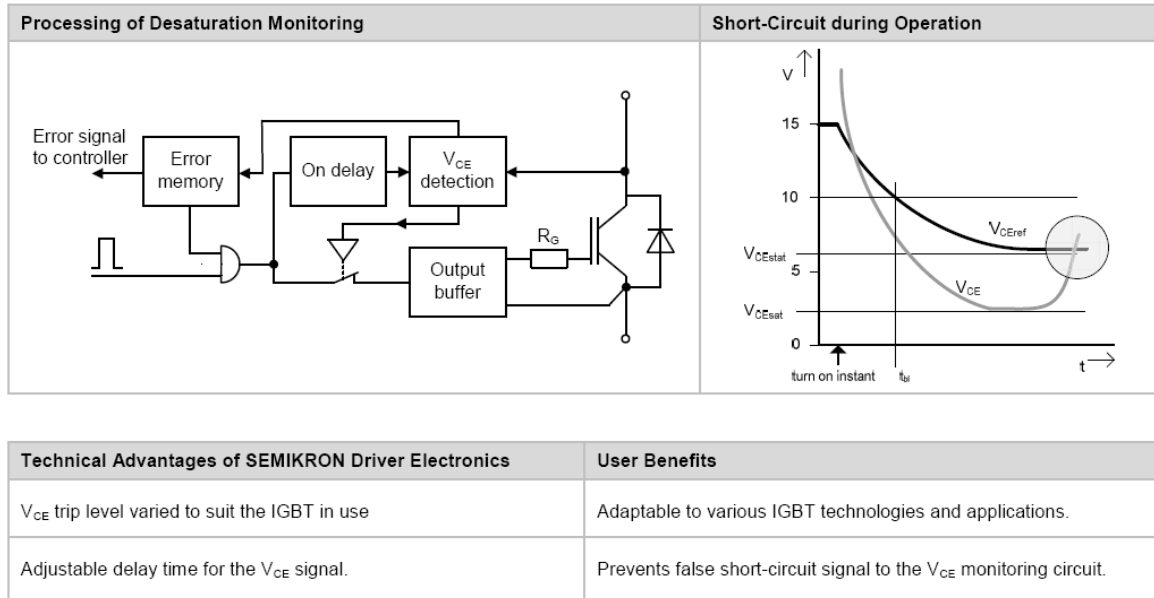 Processing of Desaturation Monitoring
Short-Circuit during Operation
Error signal
to controller
Error
memory
On delay
VCE
detection
RG
Output
buffer
V
15
10
VCEref
VCEstat
5
VCE
VCEsat
0
t
turn on instant
tbl
Technical Advantages of SEMIKRON Driver Electronics
User Benefits
VCE trip level varied to suit the IGBT in use
Adaptable to various IGBT technologies and applications.
Adjustable delay time for the VCE signal.
Prevents false short-circuit signal to the VCE monitoring circuit.